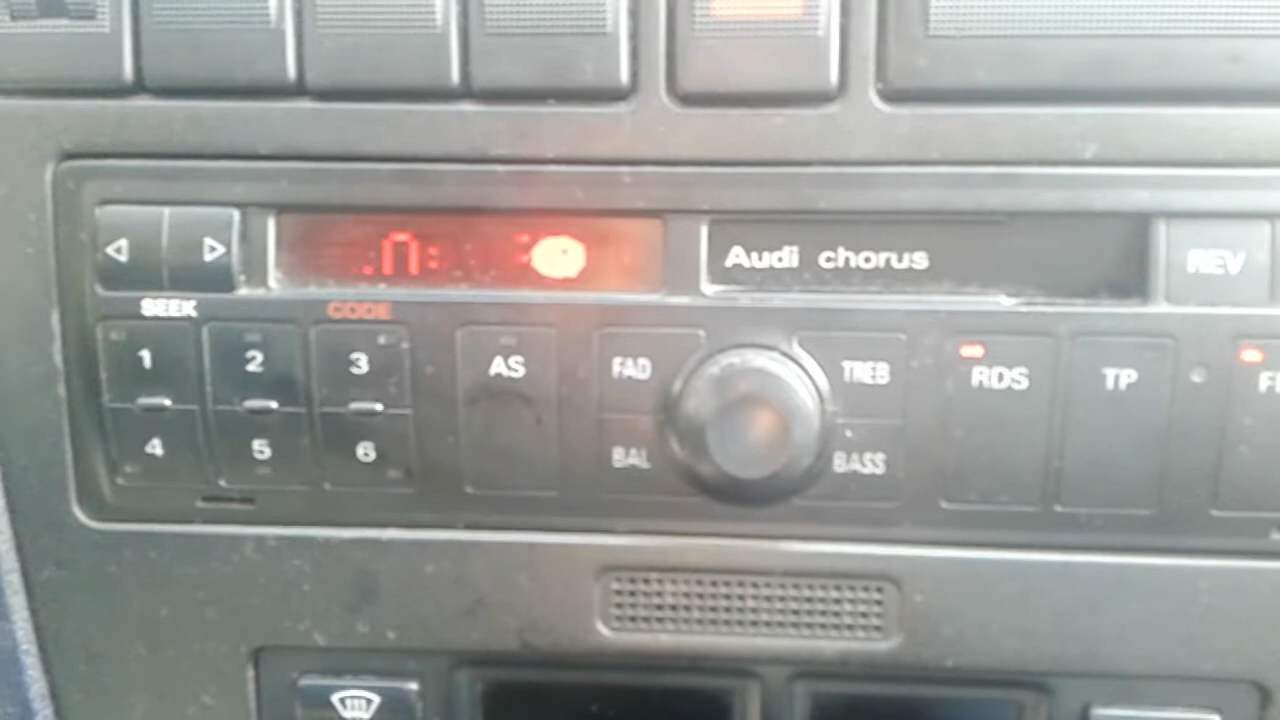 Audi chorus
REV
SEEK
CODE
1
2
3
AS
FAD
TREB
RDS
TP
4
5
6
BAL
BASS